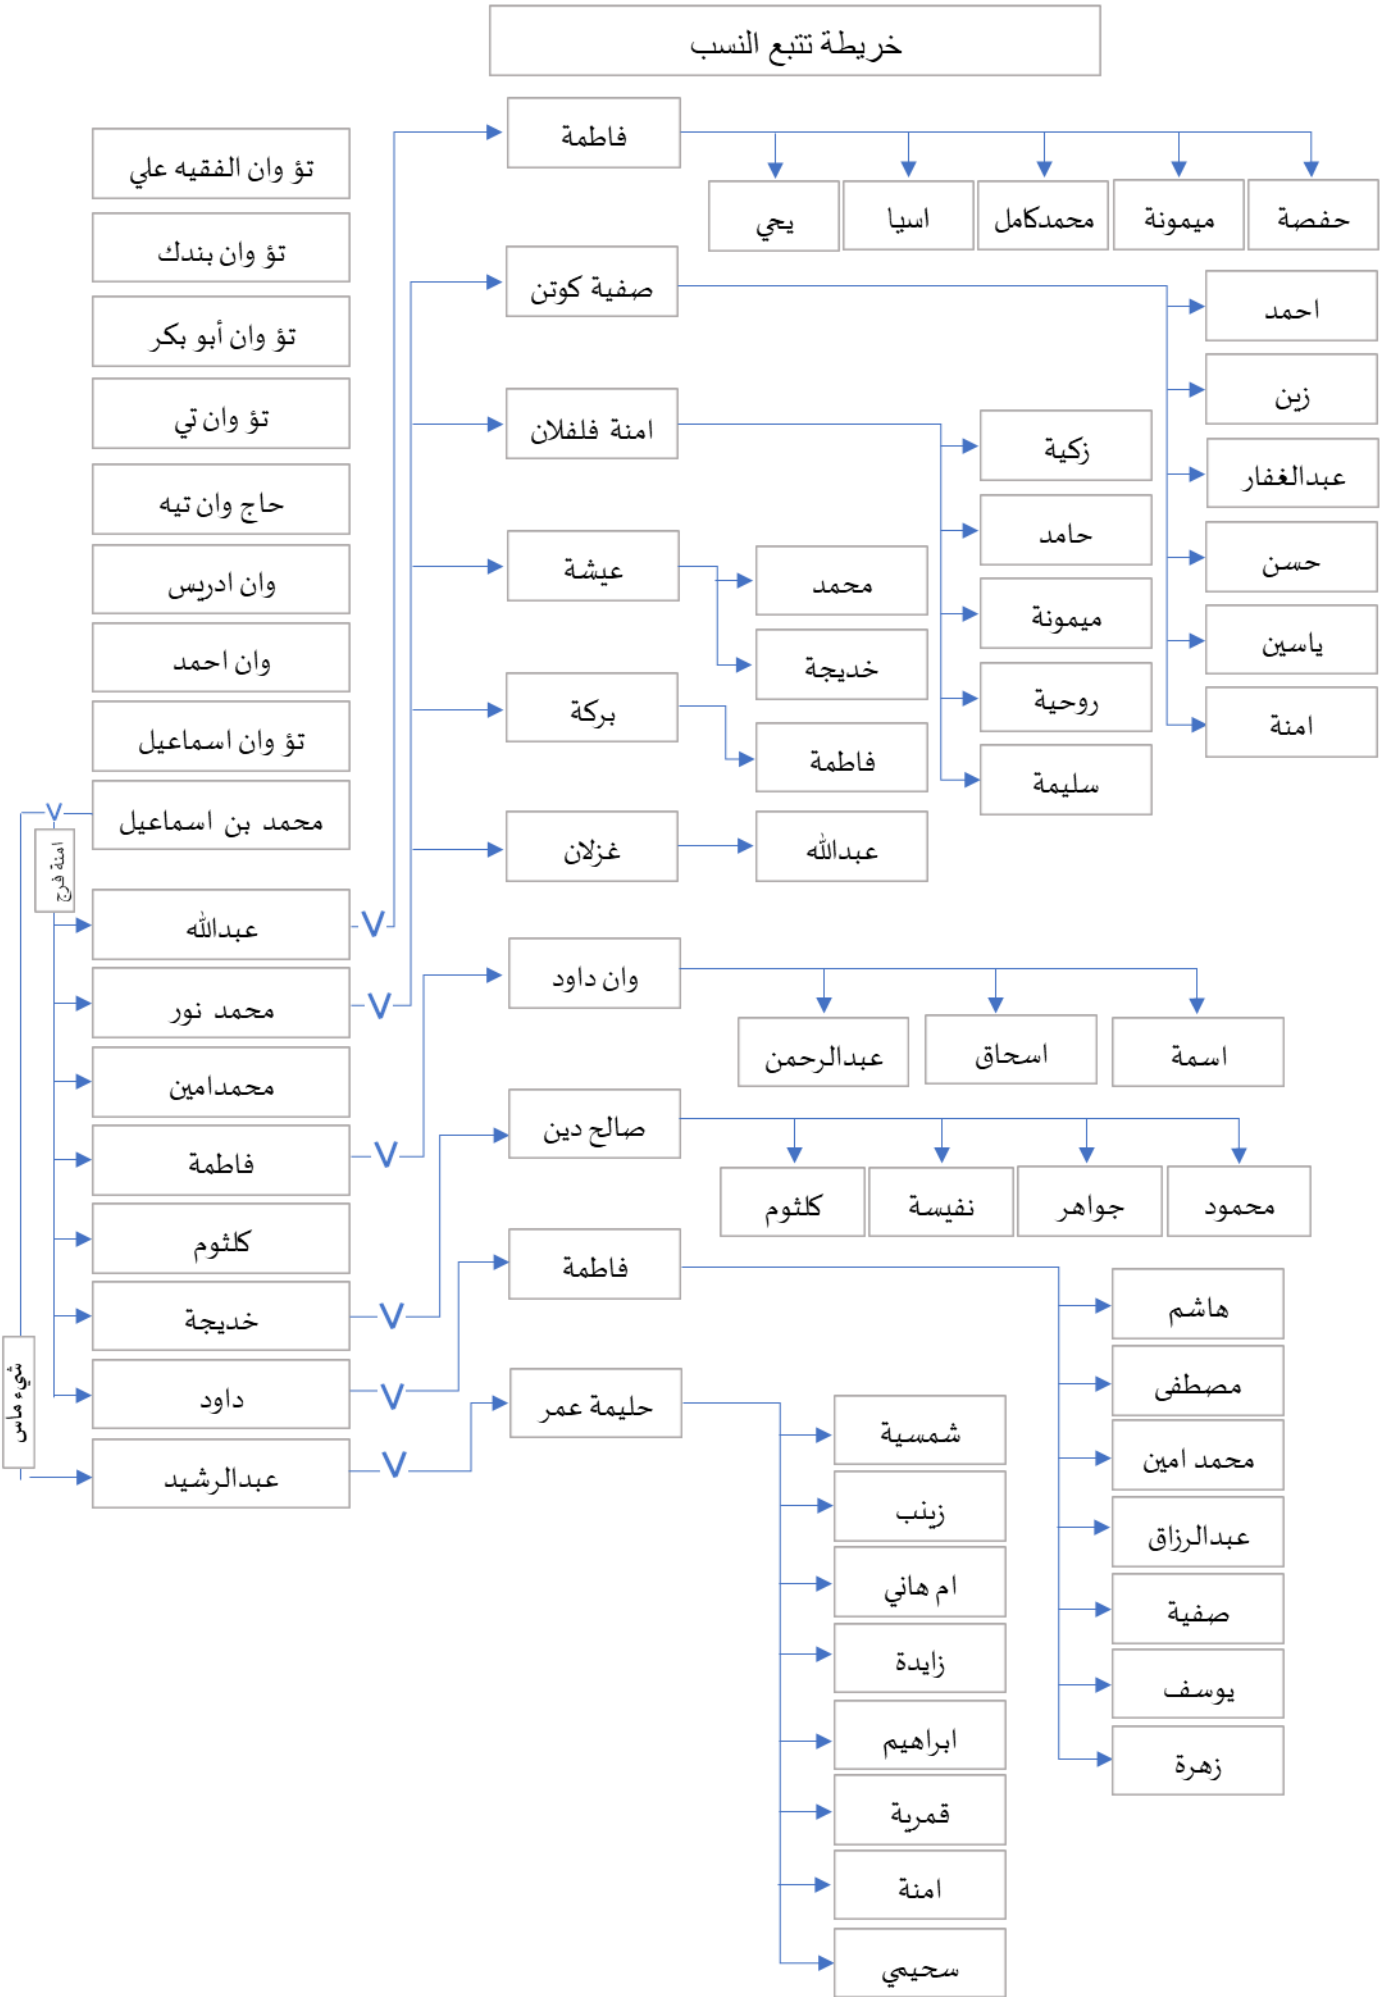 خريطة تتبع النسب
تؤ وان الفقيه علي
تؤ وان بندك
تؤ وان أبو بكر
تؤ وان تي
حاج وان تيه
وان ادريس
وان احمد
تؤ وان اسماعيل
محمد بن اسماعيل
امنة فرج
شيء ماس
عبدالله
محمد نور
محمدامين
فاطمة
كلثوم
خديجة
داود
عبدالرشيد
فاطمة
حفصة
ميمونة
محمدكامل
اسيا
يحي
صفية كوتن
احمد
زين
عبدالغفار
حسن
ياسين
امنة
امنة فلفلان
زكية
حامد
ميمونة
روحية
سليمة
عيشة
محمد
خديجة
بركة
فاطمة
غزلان
عبدالله
وان داود
اسمة
اسحاق
عبدالرحمن
صالح دين
محمود
جواهر
نفيسة
كلثوم
فاطمة
هاشم
مصطفى
محمد امين
عبدالرزاق
صفية
يوسف
زهرة
حليمة عمر
شمسية
زينب
ام هاني
زايدة
ابراهيم
قمرية
امنة
سحيمي